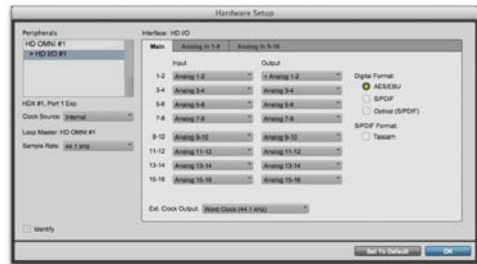 Hardware Setup
Peripherals
HD OMNI #1
> HD I/O #1
HDX #1, Port 1 Exp
Clock Source: Internal
Loop Master: HD OMNI #1
Sample Rate: 44.1 kHz
Identify
Interface: HD I/O
Main Analog In 1-8 Analog In 9-16
Input Output
1-2 Analog 1-2 > Analog 1-2
3-4 Analog 3-4 Analog 3-4
5-6 Analog 5-6 Analog 5-6
7-8 Analog 7-8 Analog 7-8
9-10 Analog 9-10 Analog 9-10
11-12 Analog 11-12 Analog 11-12
13-14 Analog 13-14 Analog 13-14
15-16 Analog 15-16 Analog 15-16
Ext. Clock Output: Word Clock (44.1 kHz)
Digital Format:
AES/EBU
S/PDIF
Optical (S/PDIF)
S/PDIF Format:
Tascam
Set To Default OK